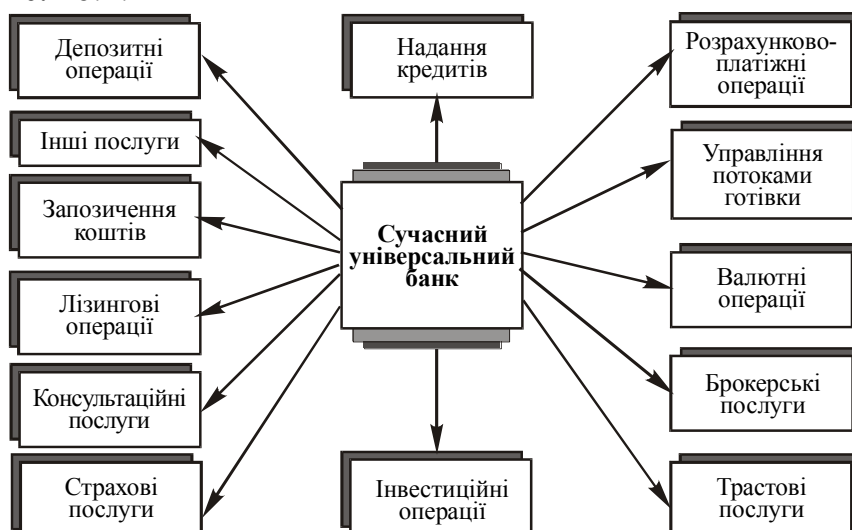 Депозитні
операції
Надання
кредитів
Розрахунково-
платіжні
операції
Інші послуги
Управління
потоками
готівки
Запозичення
коштів
Сучасний
універсальний
банк
Лізингові
операції
Валютні
операції
Консультаційні
послуги
Брокерські
послуги
Страхові
послуги
Інвестиційні
операції
Трастові
послуги